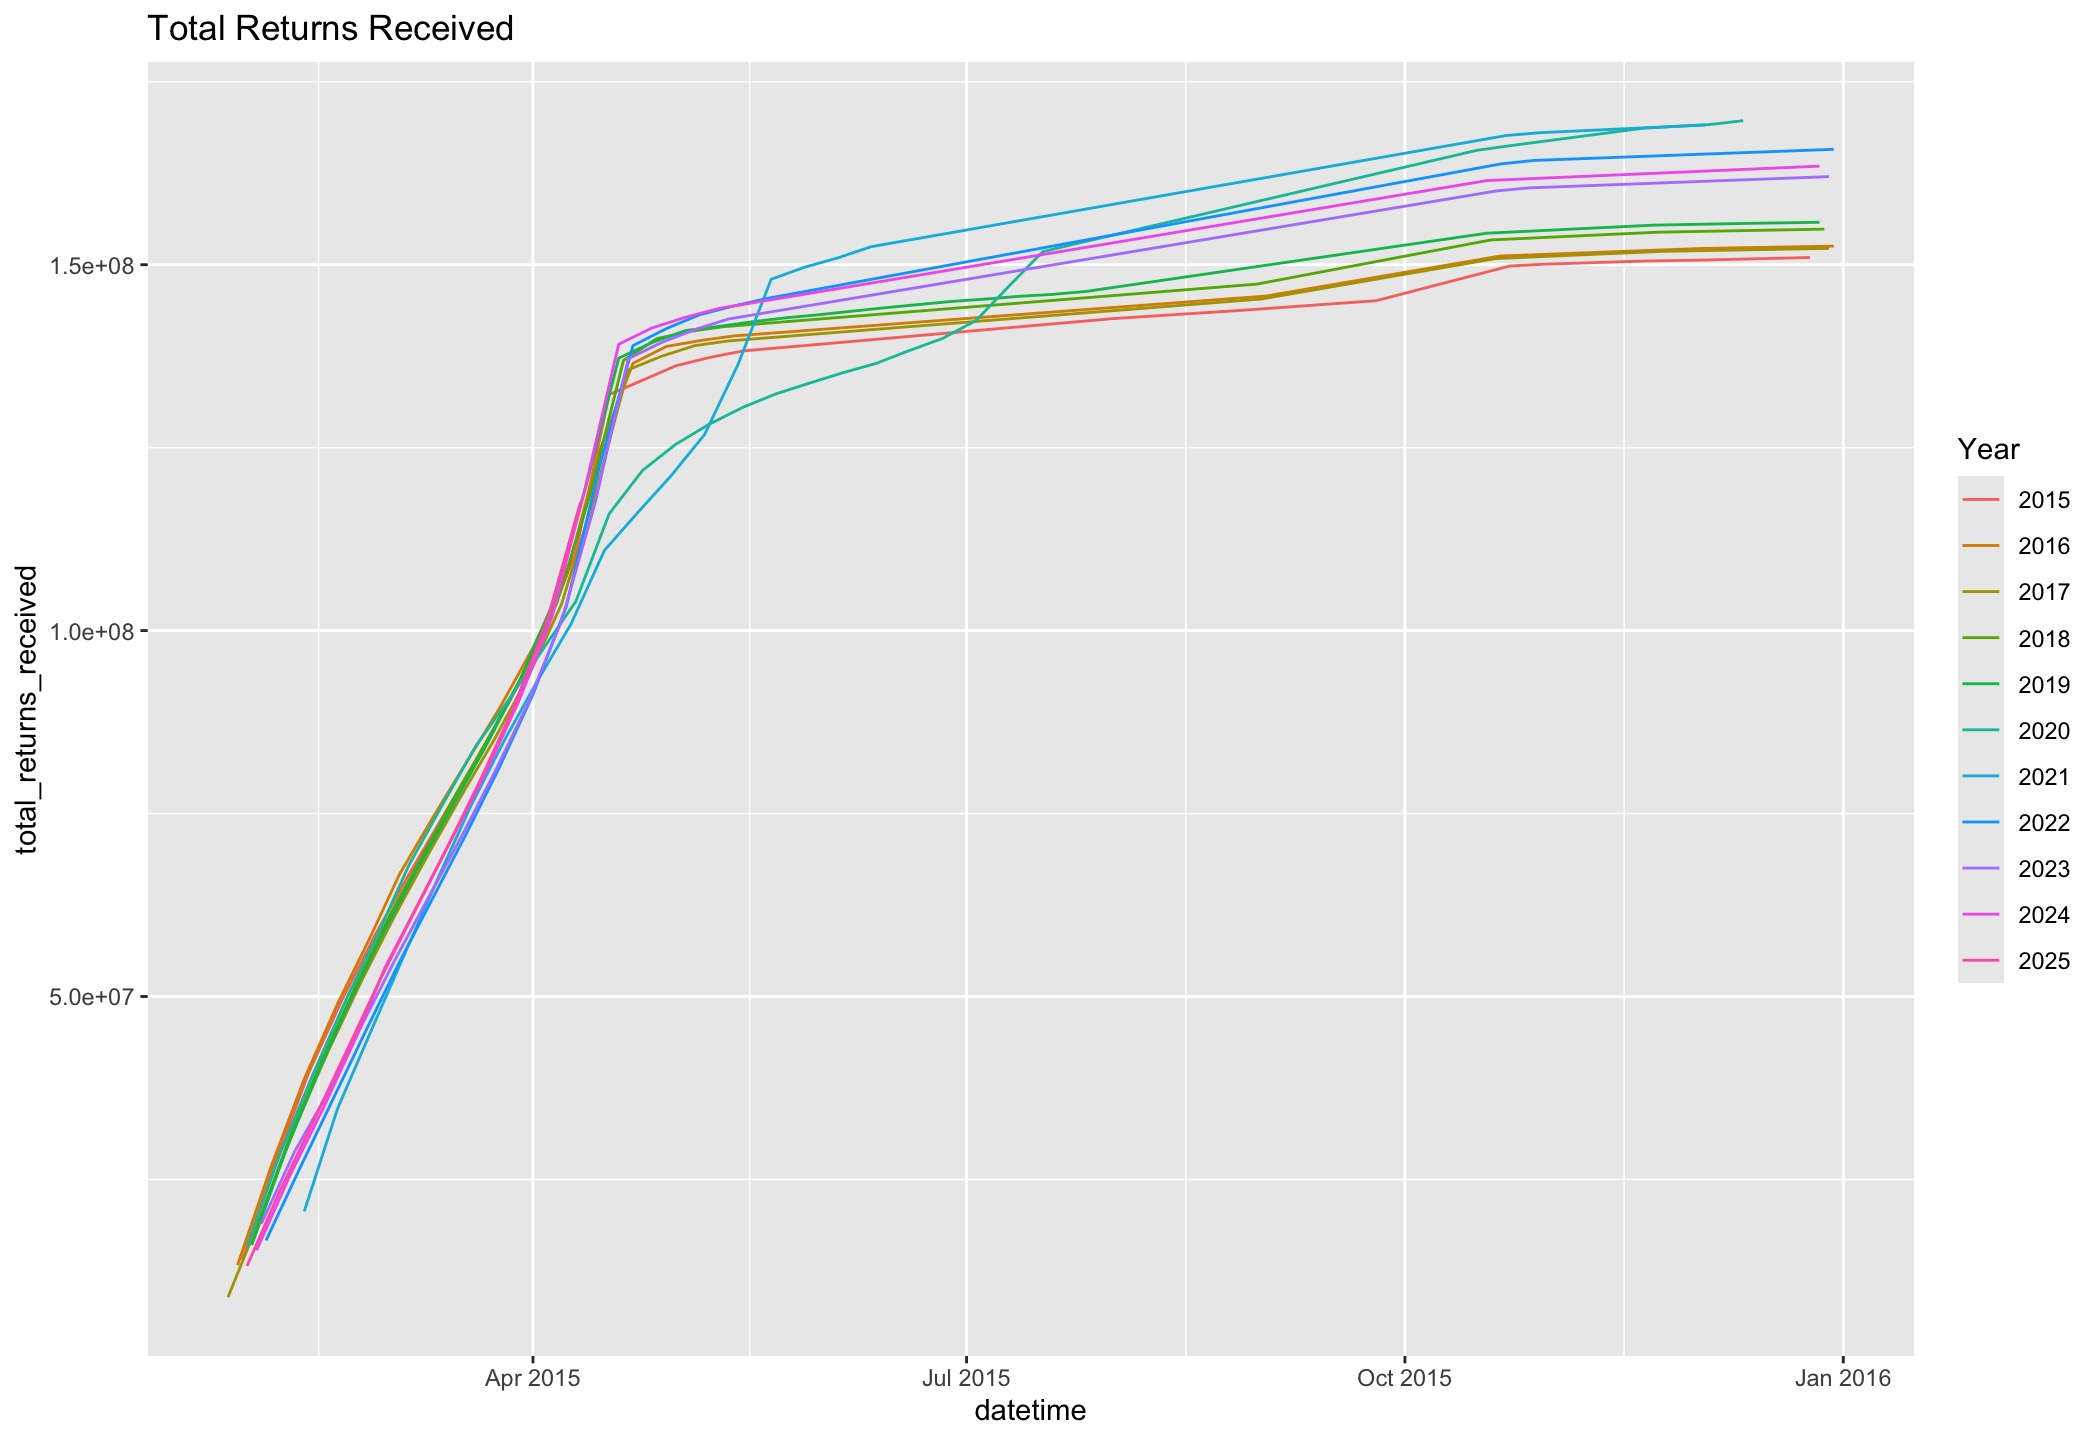 Total Returns Received
total_returns_received
1.5e+08
1.0e+08
5.0e+07
Apr 2015
Jul 2015
Oct 2015
Jan 2016
datetime
Year
2015
2016
2017
2018
2019
2020
2021
2022
2023
2024
2025